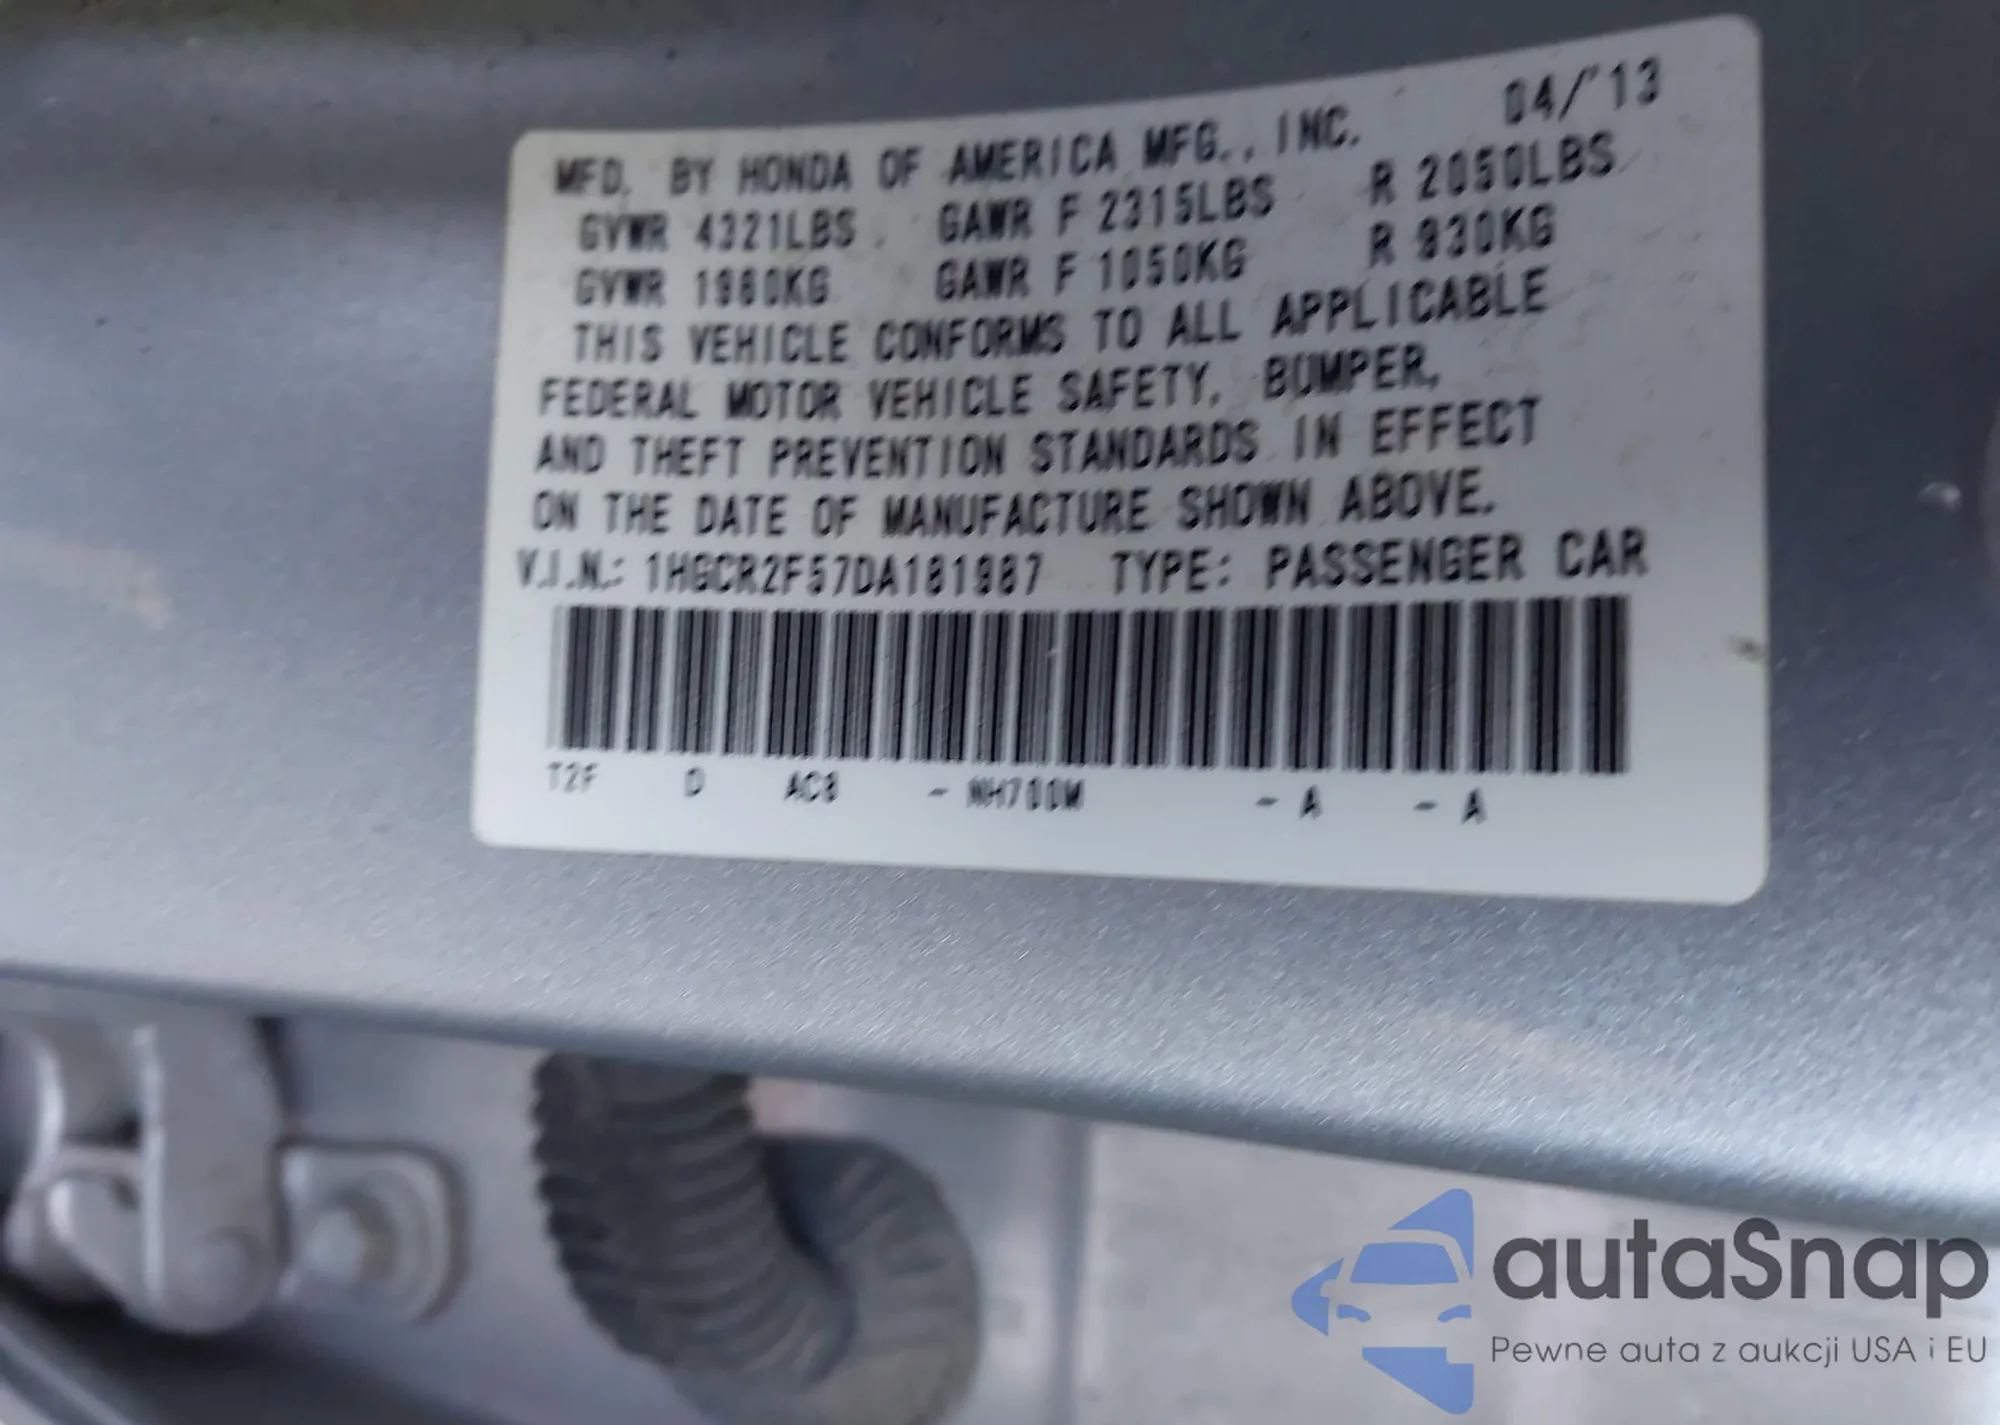 04/'13
MFD. BY HONDA OF AMERICA MFG., INC.
GVWR 4321LBS GAWR F 2315LBS R 2050LBS
GVWR 1960KG GAWR F 1050KG R 930KG
THIS VEHICLE CONFORMS TO ALL APPLICABLE
FEDERAL MOTOR VEHICLE SAFETY, BUMPER,
AND THEFT PREVENTION STANDARDS IN EFFECT
ON THE DATE OF MANUFACTURE SHOWN ABOVE.
V.I.N.: 1HGCR2F57DA181987 TYPE: PASSENGER CAR
T2F D AC8 - NH700M - A - A
autaSnap
Pewne auta z aukcji USA i EU